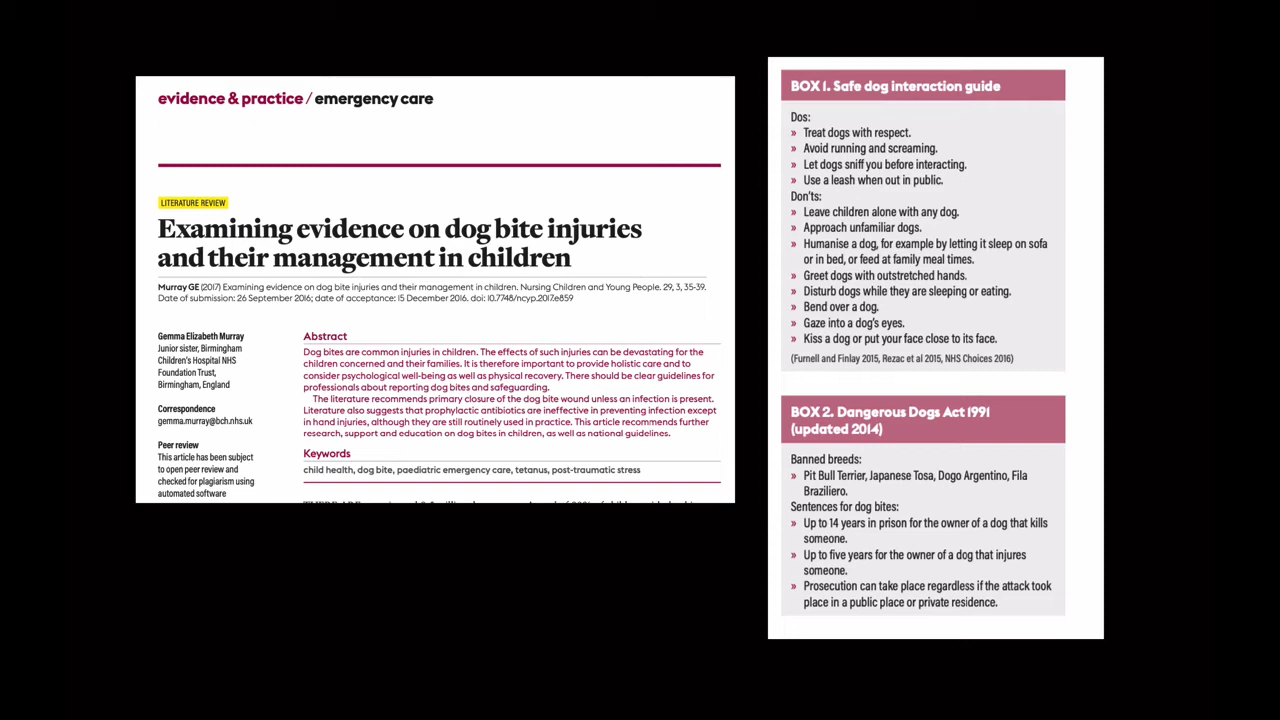 evidence & practice / emergency care
LITERATURE REVIEW
Examining evidence on dog bite injuries
and their management in children
Murray GE (2017) Examining evidence on dog bite injuries and their management in children. Nursing Children and Young People. 29, 3, 35-39.
Date of submission: 26 September 2016; date of acceptance: 15 December 2016. doi: 10.7748/ncyp.2017.e859
Gemma Elizabeth Murray
Junior sister, Birmingham
Children's Hospital NHS
Foundation Trust,
Birmingham, England
Correspondence
gemma.murray@bch.nhs.uk
Peer review
This article has been subject
to open peer review and
checked for plagiarism using
automated software
Abstract
Dog bites are common injuries in children. The effects of such injuries can be devastating for the
children concerned and their families. It is therefore important to provide holistic care and to
consider psychological well-being as well as physical recovery. There should be clear guidelines for
professionals about reporting dog bites and safeguarding.
The literature recommends primary closure of the dog bite wound unless an infection is present.
Literature also suggests that prophylactic antibiotics are ineffective in preventing infection except
in hand injuries, although they are still routinely used in practice. This article recommends further
research, support and education on dog bites in children, as well as national guidelines.
Keywords
child health, dog bite, paediatric emergency care, tetanus, post-traumatic stress
BOX 1. Safe dog interaction guide
Dos:
» Treat dogs with respect.
» Avoid running and screaming.
» Let dogs sniff you before interacting.
» Use a leash when out in public.
Don'ts:
» Leave children alone with any dog.
» Approach unfamiliar dogs.
» Humanise a dog, for example by letting it sleep on sofa
or in bed, or feed at family meal times.
» Greet dogs with outstretched hands.
» Disturb dogs while they are sleeping or eating.
» Bend over a dog.
» Gaze into a dog's eyes.
» Kiss a dog or put your face close to its face.
(Furnell and Finlay 2015, Rezac et al 2015, NHS Choices 2016)
BOX 2. Dangerous Dogs Act 1991
(updated 2014)
Banned breeds:
» Pit Bull Terrier, Japanese Tosa, Dogo Argentino, Fila
Braziliero.
Sentences for dog bites:
» Up to 14 years in prison for the owner of a dog that kills
someone.
» Up to five years for the owner of a dog that injures
someone.
» Prosecution can take place regardless if the attack took
place in a public place or private residence.